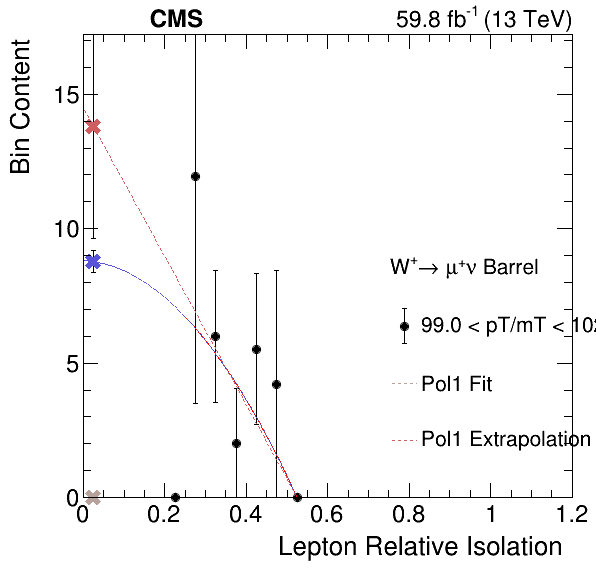 CMS
59.8 fb⁻¹ (13 TeV)
Bin Content
15
10
5
0
0 0.2 0.4 0.6 0.8 1 1.2
Lepton Relative Isolation
W⁺→ μ⁺ν Barrel
99.0 < pT/mT < 102
Pol1 Fit
Pol1 Extrapolation